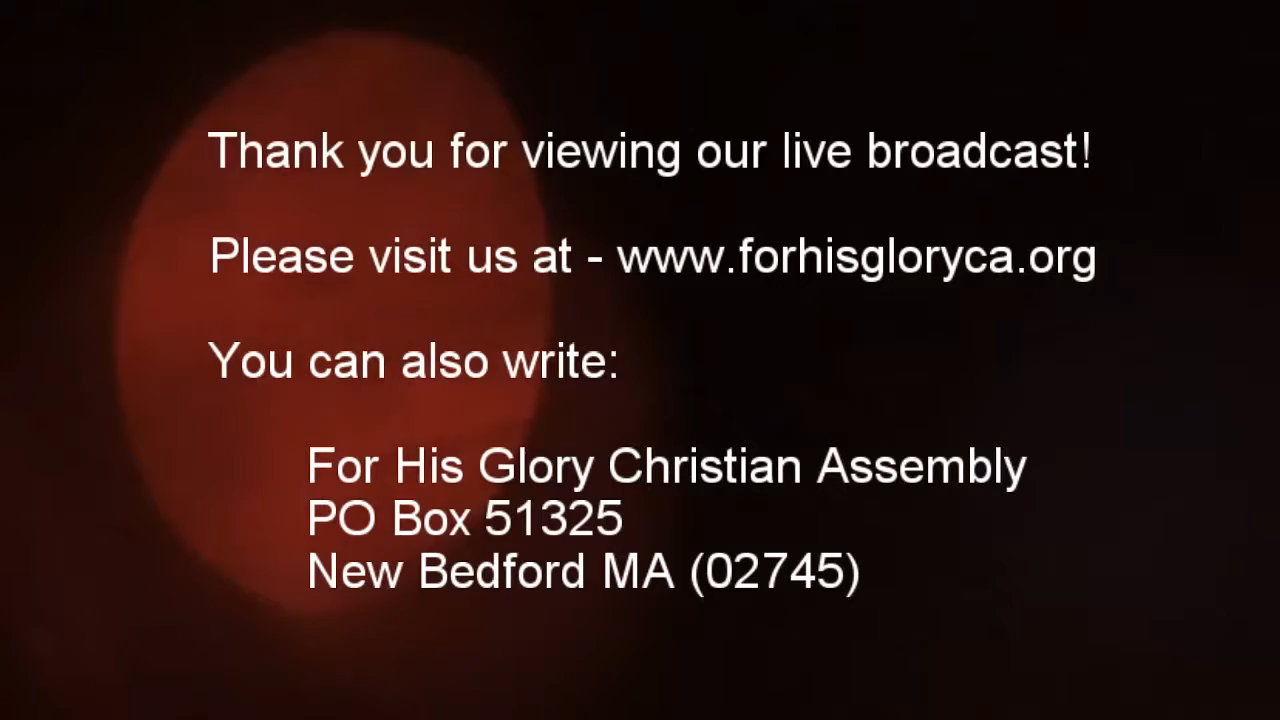 Thank you for viewing our live broadcast!
Please visit us at - www.forhisgloryca.org
You can also write:
For His Glory Christian Assembly
PO Box 51325
New Bedford MA (02745)